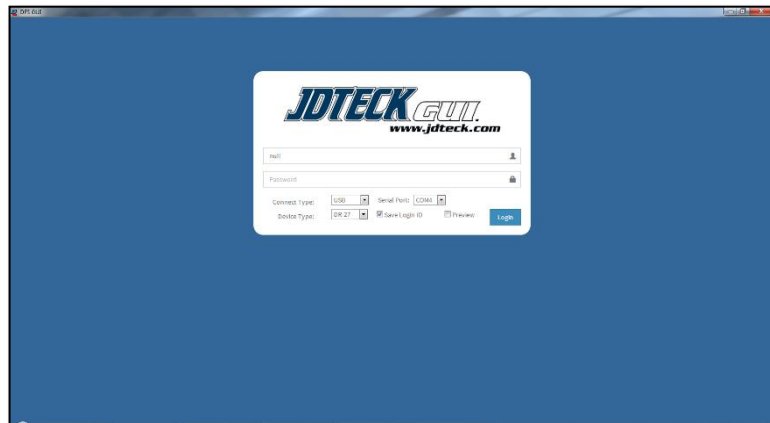 DPS GUI
JDTECK GUI.
www.jdteck.com
null
Password
Connect Type: USB Serial Port: COM4
Device Type: DR 27 Save Login ID Preview Login